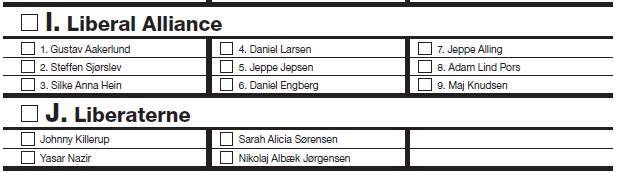 I. Liberal Alliance
1. Gustav Aakerlund
2. Steffen Sjørslev
3. Silke Anna Hein
4. Daniel Larsen
5. Jeppe Jepsen
6. Daniel Engberg
7. Jeppe Alling
8. Adam Lind Pors
9. Maj Knudsen
J. Liberaterne
Johnny Killerup
Yasar Nazir
Sarah Alicia Sørensen
Nikolaj Albæk Jørgensen